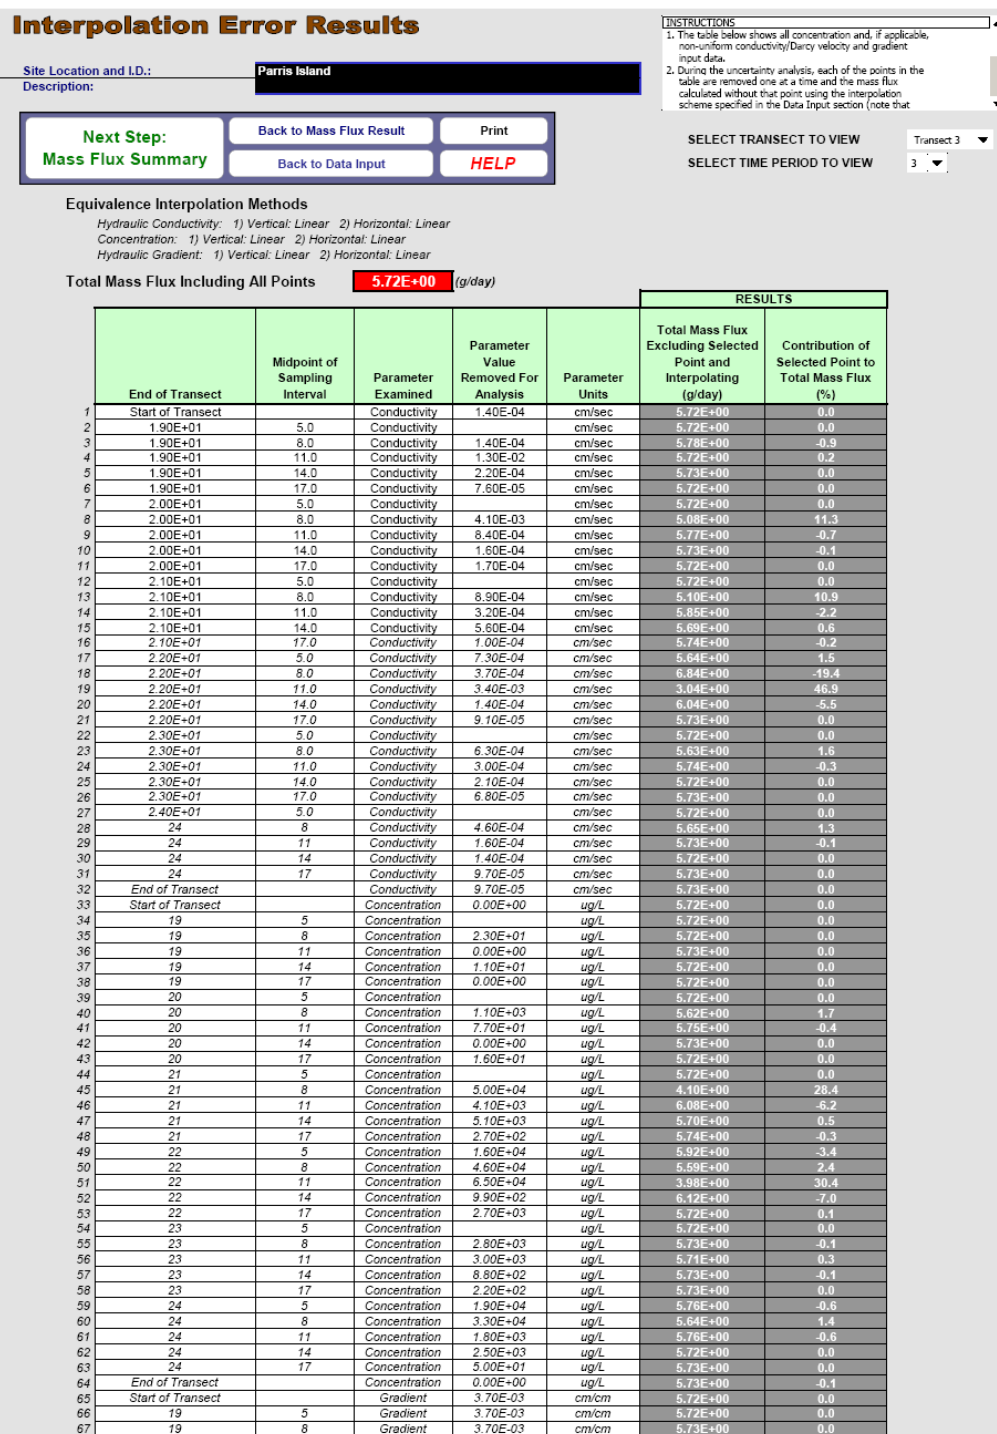 Interpolation Error Results
INSTRUCTIONS
1. The table below shows all concentration and, if applicable,
non-uniform conductivity/Darcy velocity and gradient
input data.
2. During the uncertainty analysis, each of the points in the
table are removed one at a time and the mass flux
calculated without that point using the interpolation
scheme specified in the Data Input section (note that
Site Location and I.D.: Parris Island
Description:
Next Step:
Mass Flux Summary
Back to Mass Flux Result
Print
Back to Data Input
HELP
SELECT TRANSECT TO VIEW Transect 3
SELECT TIME PERIOD TO VIEW 3
Equivalence Interpolation Methods
Hydraulic Conductivity: 1) Vertical: Linear 2) Horizontal: Linear
Concentration: 1) Vertical: Linear 2) Horizontal: Linear
Hydraulic Gradient: 1) Vertical: Linear 2) Horizontal: Linear
Total Mass Flux Including All Points 5.72E+00 (g/day)
RESULTS
End of Transect
Midpoint of
Sampling
Interval
Parameter
Examined
Parameter
Value
Removed For
Analysis
Parameter
Units
Total Mass Flux
Excluding Selected
Point and
Interpolating
(g/day)
Contribution of
Selected Point to
Total Mass Flux
(%)
1 Start of Transect Conductivity 1.40E-04 cm/sec 5.72E+00 0.0
2 1.90E+01 5.0 Conductivity cm/sec 5.72E+00 0.0
3 1.90E+01 8.0 Conductivity 1.40E-04 cm/sec 5.78E+00 -0.9
4 1.90E+01 11.0 Conductivity 1.30E-02 cm/sec 5.72E+00 0.2
5 1.90E+01 14.0 Conductivity 2.20E-04 cm/sec 5.73E+00 0.0
6 1.90E+01 17.0 Conductivity 7.60E-05 cm/sec 5.72E+00 0.0
7 2.00E+01 5.0 Conductivity cm/sec 5.72E+00 0.0
8 2.00E+01 8.0 Conductivity 4.10E-03 cm/sec 5.08E+00 11.3
9 2.00E+01 11.0 Conductivity 8.40E-04 cm/sec 5.77E+00 -0.7
10 2.00E+01 14.0 Conductivity 1.60E-04 cm/sec 5.73E+00 -0.1
11 2.00E+01 17.0 Conductivity 1.70E-04 cm/sec 5.72E+00 0.0
12 2.10E+01 5.0 Conductivity cm/sec 5.72E+00 0.0
13 2.10E+01 8.0 Conductivity 8.90E-04 cm/sec 5.10E+00 10.9
14 2.10E+01 11.0 Conductivity 3.20E-04 cm/sec 5.85E+00 -2.2
15 2.10E+01 14.0 Conductivity 5.60E-04 cm/sec 5.69E+00 0.6
16 2.10E+01 17.0 Conductivity 1.00E-04 cm/sec 5.74E+00 -0.2
17 2.20E+01 5.0 Conductivity 7.30E-04 cm/sec 5.64E+00 1.5
18 2.20E+01 8.0 Conductivity 3.70E-04 cm/sec 6.84E+00 -19.4
19 2.20E+01 11.0 Conductivity 3.40E-03 cm/sec 3.04E+00 46.9
20 2.20E+01 14.0 Conductivity 1.40E-04 cm/sec 6.04E+00 -5.5
21 2.20E+01 17.0 Conductivity 9.10E-05 cm/sec 5.73E+00 0.0
22 2.30E+01 5.0 Conductivity cm/sec 5.72E+00 0.0
23 2.30E+01 8.0 Conductivity 6.30E-04 cm/sec 5.63E+00 1.6
24 2.30E+01 11.0 Conductivity 3.00E-04 cm/sec 5.74E+00 -0.3
25 2.30E+01 14.0 Conductivity 2.10E-04 cm/sec 5.72E+00 0.0
26 2.30E+01 17.0 Conductivity 6.80E-05 cm/sec 5.73E+00 0.0
27 2.40E+01 5.0 Conductivity cm/sec 5.72E+00 0.0
28 24 8 Conductivity 4.60E-04 cm/sec 5.65E+00 1.3
29 24 11 Conductivity 1.60E-04 cm/sec 5.73E+00 -0.1
30 24 14 Conductivity 1.40E-04 cm/sec 5.72E+00 0.0
31 24 17 Conductivity 9.70E-05 cm/sec 5.73E+00 0.0
32 End of Transect Conductivity 9.70E-05 cm/sec 5.73E+00 0.0
33 Start of Transect Concentration 0.00E+00 ug/L 5.72E+00 0.0
34 19 5 Concentration ug/L 5.72E+00 0.0
35 19 8 Concentration 2.30E+01 ug/L 5.72E+00 0.0
36 19 11 Concentration 0.00E+00 ug/L 5.73E+00 0.0
37 19 14 Concentration 1.10E+01 ug/L 5.72E+00 0.0
38 19 17 Concentration 0.00E+00 ug/L 5.72E+00 0.0
39 20 5 Concentration ug/L 5.72E+00 0.0
40 20 8 Concentration 1.10E+03 ug/L 5.62E+00 1.7
41 20 11 Concentration 7.70E+01 ug/L 5.75E+00 -0.4
42 20 14 Concentration 0.00E+00 ug/L 5.73E+00 0.0
43 20 17 Concentration 1.60E+01 ug/L 5.72E+00 0.0
44 21 5 Concentration ug/L 5.72E+00 0.0
45 21 8 Concentration 5.00E+04 ug/L 4.10E+00 28.4
46 21 11 Concentration 4.10E+03 ug/L 6.08E+00 -6.2
47 21 14 Concentration 5.10E+03 ug/L 5.70E+00 0.5
48 21 17 Concentration 2.70E+02 ug/L 5.74E+00 -0.3
49 22 5 Concentration 1.60E+04 ug/L 5.92E+00 -3.4
50 22 8 Concentration 4.60E+04 ug/L 5.59E+00 2.4
51 22 11 Concentration 6.50E+04 ug/L 3.98E+00 30.4
52 22 14 Concentration 9.90E+02 ug/L 6.12E+00 -7.0
53 22 17 Concentration 2.70E+03 ug/L 5.72E+00 0.1
54 23 5 Concentration ug/L 5.72E+00 0.0
55 23 8 Concentration 2.80E+03 ug/L 5.73E+00 -0.1
56 23 11 Concentration 3.00E+03 ug/L 5.71E+00 0.3
57 23 14 Concentration 8.80E+02 ug/L 5.73E+00 -0.1
58 23 17 Concentration 2.20E+02 ug/L 5.73E+00 0.0
59 24 5 Concentration 1.90E+04 ug/L 5.76E+00 -0.6
60 24 8 Concentration 3.30E+04 ug/L 5.64E+00 1.4
61 24 11 Concentration 1.80E+03 ug/L 5.76E+00 -0.6
62 24 14 Concentration 2.50E+03 ug/L 5.72E+00 0.0
63 24 17 Concentration 5.00E+01 ug/L 5.73E+00 0.0
64 End of Transect Concentration 0.00E+00 ug/L 5.73E+00 -0.1
65 Start of Transect Gradient 3.70E-03 cm/cm 5.72E+00 0.0
66 19 5 Gradient 3.70E-03 cm/cm 5.72E+00 0.0
67 19 8 Gradient 3.70E-03 cm/cm 5.73E+00 0.0